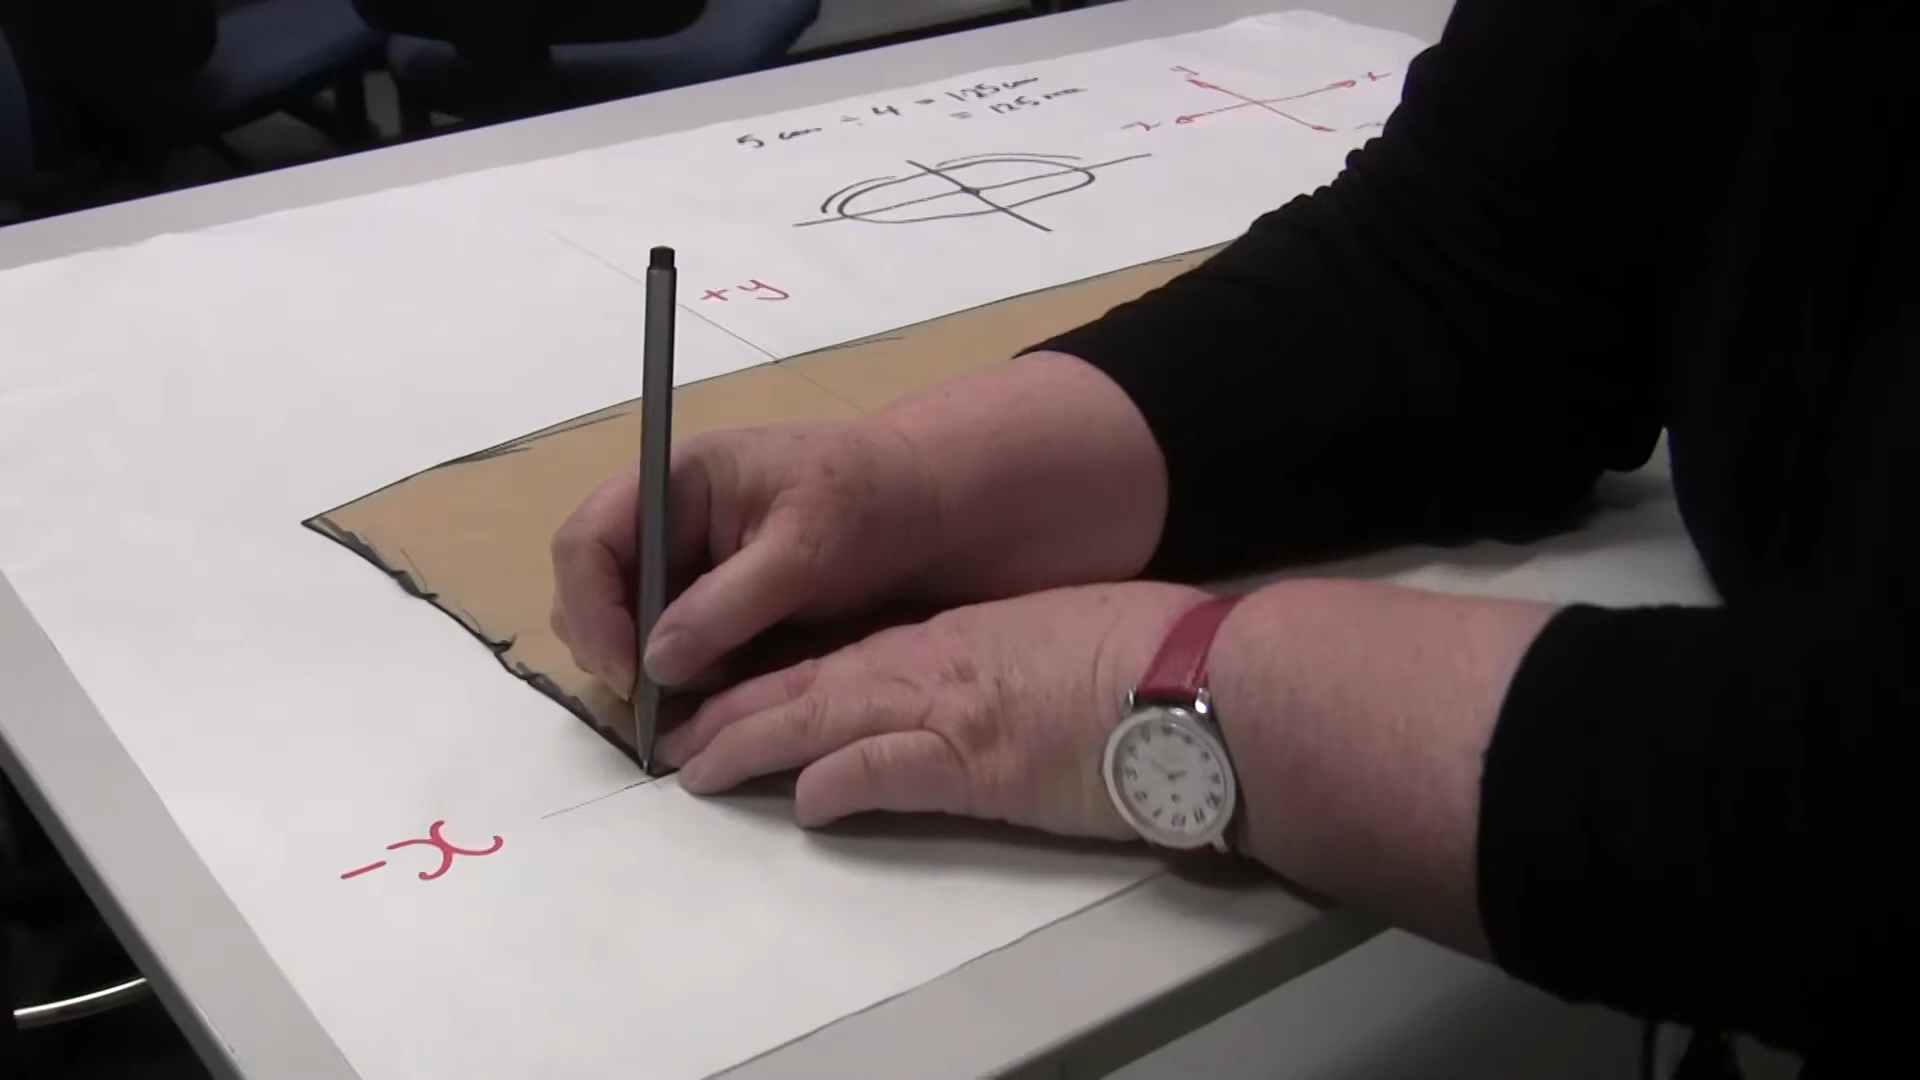 5 cm ÷ 4 = 1.25 cm
= 12.5 mm
y
x
-x
+y
-x